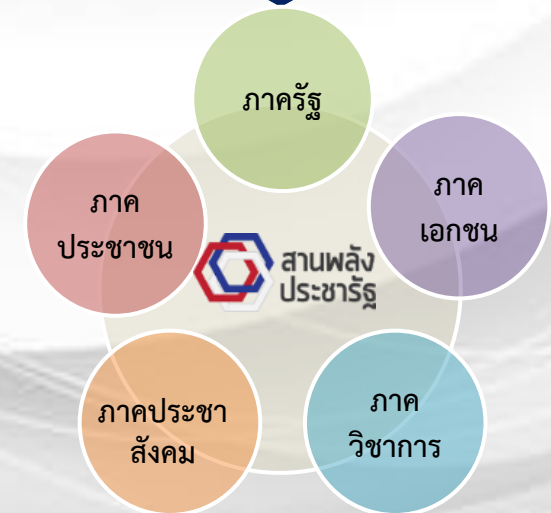 ภาครัฐ
ภาค
เอกชน
ภาค
วิชาการ
ภาคประชา
สังคม
ภาค
ประชาชน
สานพลัง
ประชารัฐ